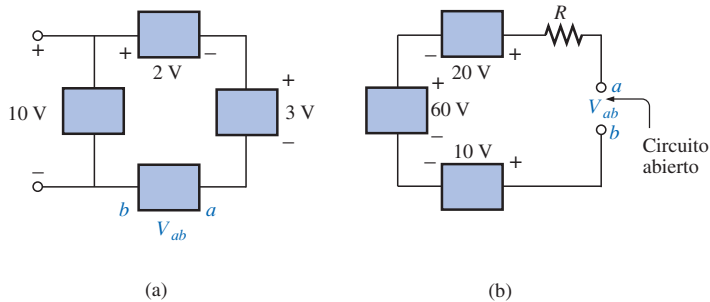 +
+
2 V
–
10 V
+
3 V
–
–
b
a
V ab
(a)
R
–
20 V
+
+
60 V
–
a
V ab
b
Circuito
abierto
–
10 V
+
(b)